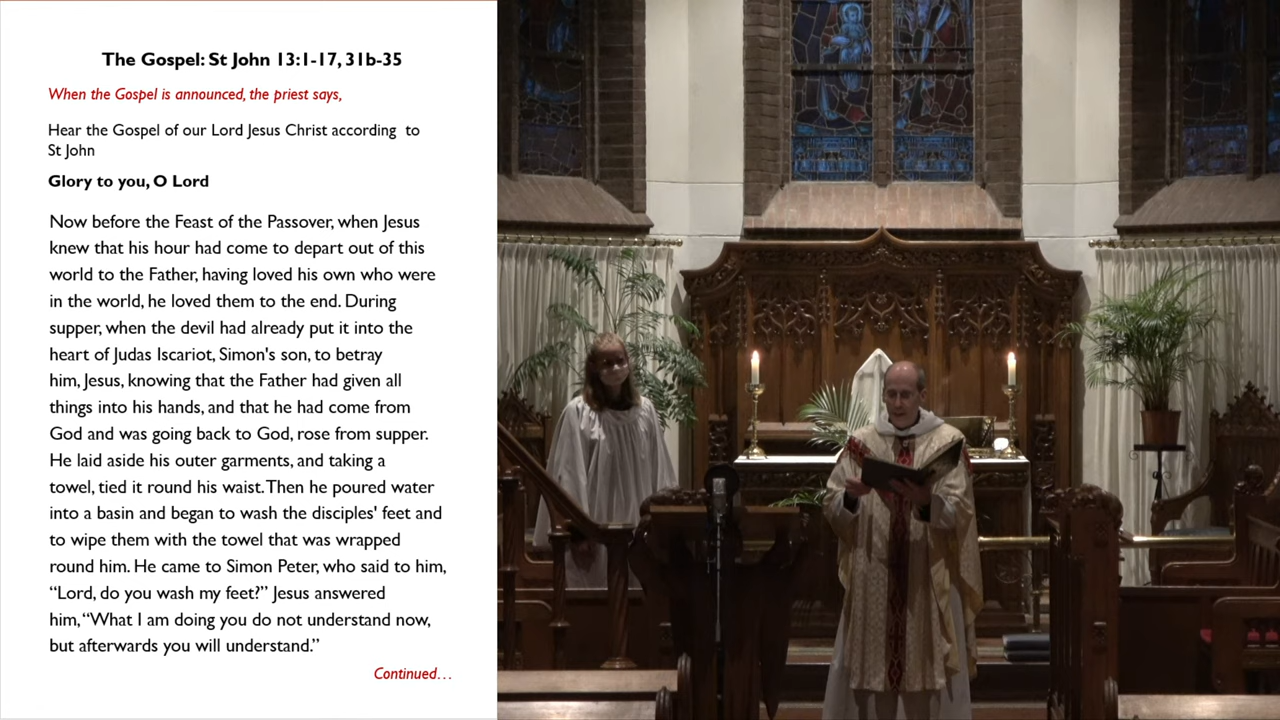 The Gospel: St John 13:1-17, 31b-35
When the Gospel is announced, the priest says,
Hear the Gospel of our Lord Jesus Christ according to
St John
Glory to you, O Lord
Now before the Feast of the Passover, when Jesus
knew that his hour had come to depart out of this
world to the Father, having loved his own who were
in the world, he loved them to the end. During
supper, when the devil had already put it into the
heart of Judas Iscariot, Simon's son, to betray
him, Jesus, knowing that the Father had given all
things into his hands, and that he had come from
God and was going back to God, rose from supper.
He laid aside his outer garments, and taking a
towel, tied it round his waist. Then he poured water
into a basin and began to wash the disciples' feet and
to wipe them with the towel that was wrapped
round him. He came to Simon Peter, who said to him,
“Lord, do you wash my feet?” Jesus answered
him, “What I am doing you do not understand now,
but afterwards you will understand.”
Continued…